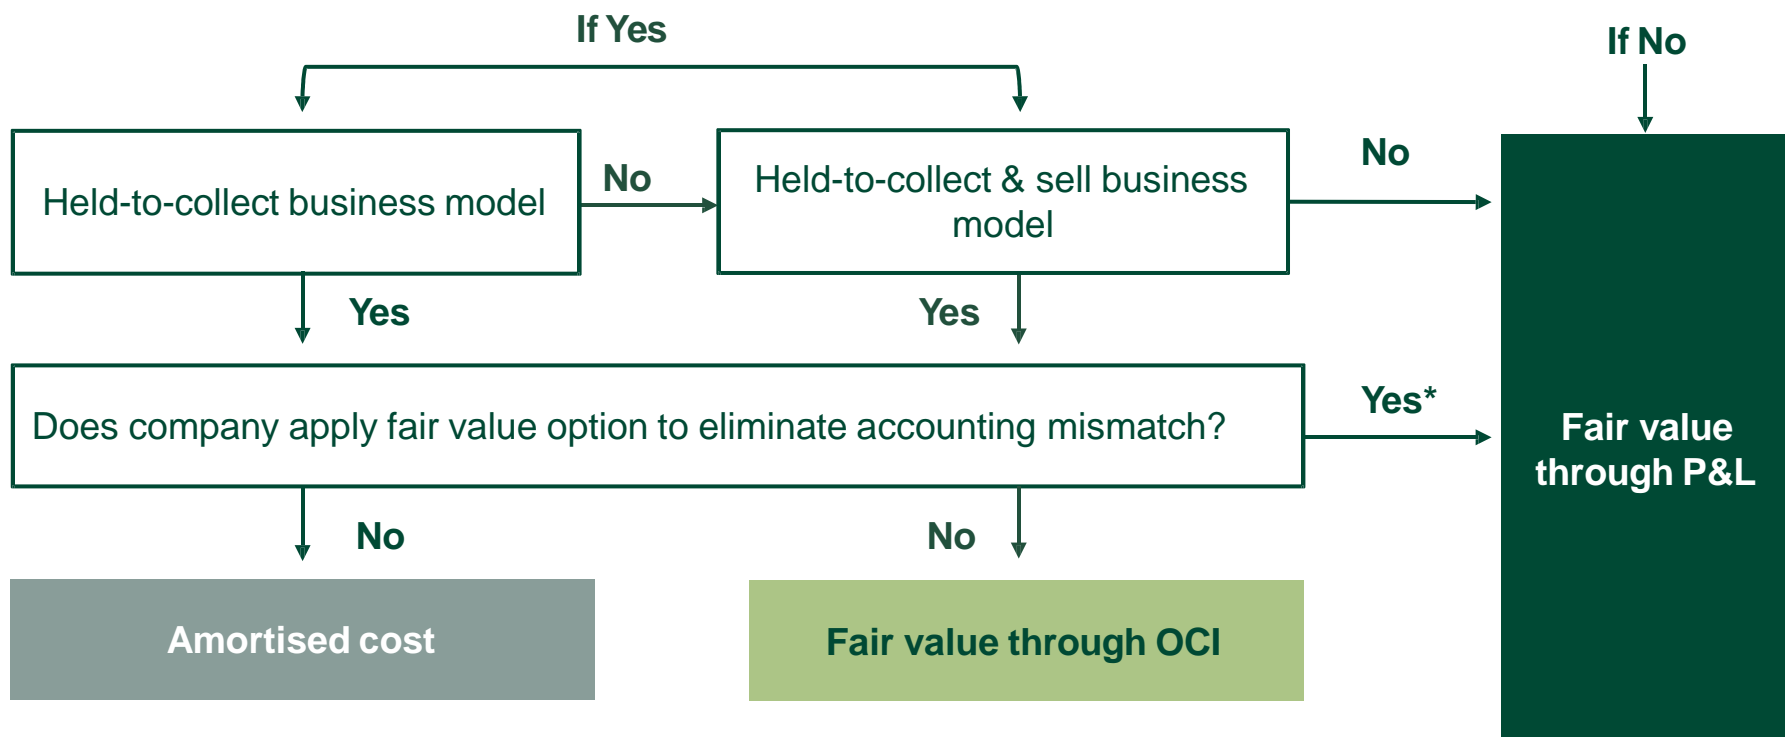 If Yes
If No
Held-to-collect business model
No
Held-to-collect & sell business
model
No
Yes
Yes
Does company apply fair value option to eliminate accounting mismatch?
Yes*
Fair value
through P&L
No
No
Amortised cost
Fair value through OCI